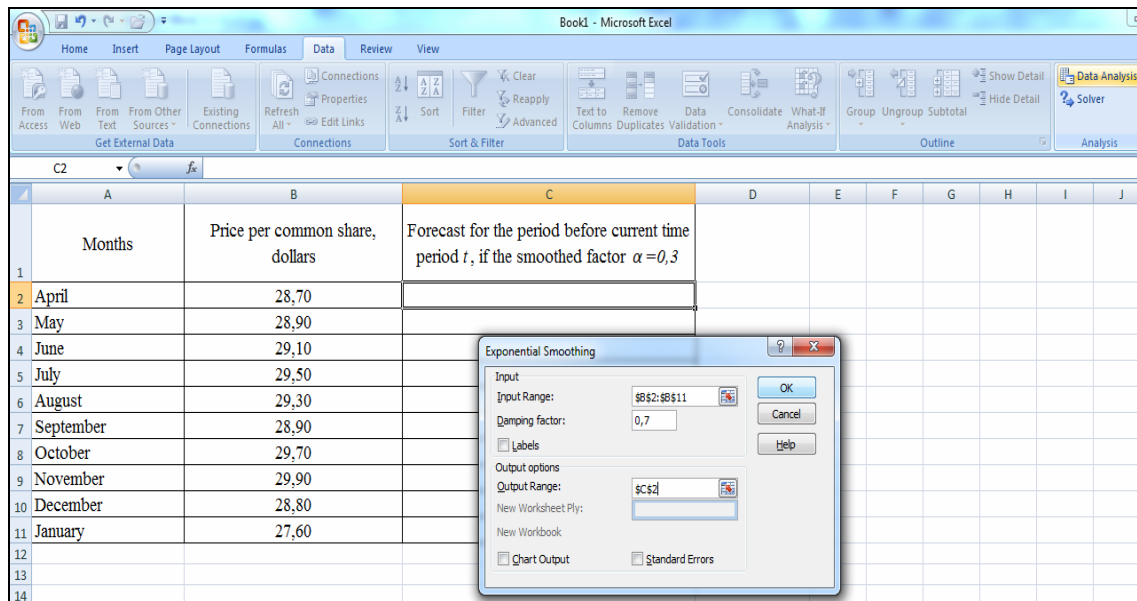 Book1 - Microsoft Excel
Home Insert Page Layout Formulas Data Review View
From Access
From Web
From Text
From Other Sources
Existing Connections
Get External Data
Refresh All
Connections
Properties
Edit Links
Connections
Sort
Filter
Clear
Reapply
Advanced
Sort & Filter
Text to Columns
Remove Duplicates
Data Validation
Consolidate
What-If Analysis
Data Tools
Group
Ungroup
Subtotal
Show Detail
Hide Detail
Outline
Data Analysis
Solver
Analysis
C2 fx
A B C D E F G H I J
1 Months
Price per common share,
dollars
Forecast for the period before current time
period t, if the smoothed factor α=0,3
2 April 28,70
3 May 28,90
4 June 29,10
5 July 29,50
6 August 29,30
7 September 28,90
8 October 29,70
9 November 29,90
10 December 28,80
11 January 27,60
12
13
14
Exponential Smoothing
Input
Input Range: $B$2:$B$11
Damping factor: 0,7
Labels
Output options
Output Range: $C$2
New Worksheet Ply:
New Workbook
Chart Output Standard Errors
OK
Cancel
Help